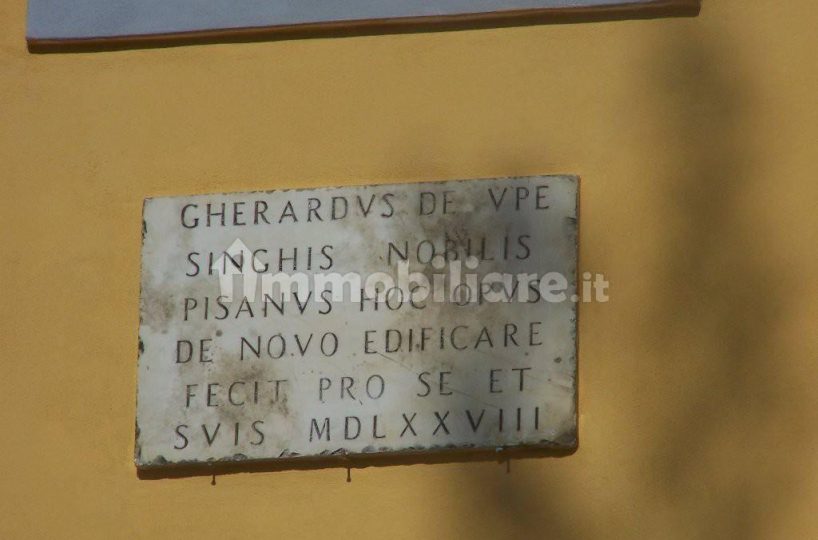 GHERARDVS DE VPE
SINGHIS NOBILIS
PISANVS HOC OPVS
DE NOVO EDIFICARE
FECIT PRO SE ET
SVIS MDLXXVIII
immobiliare.it